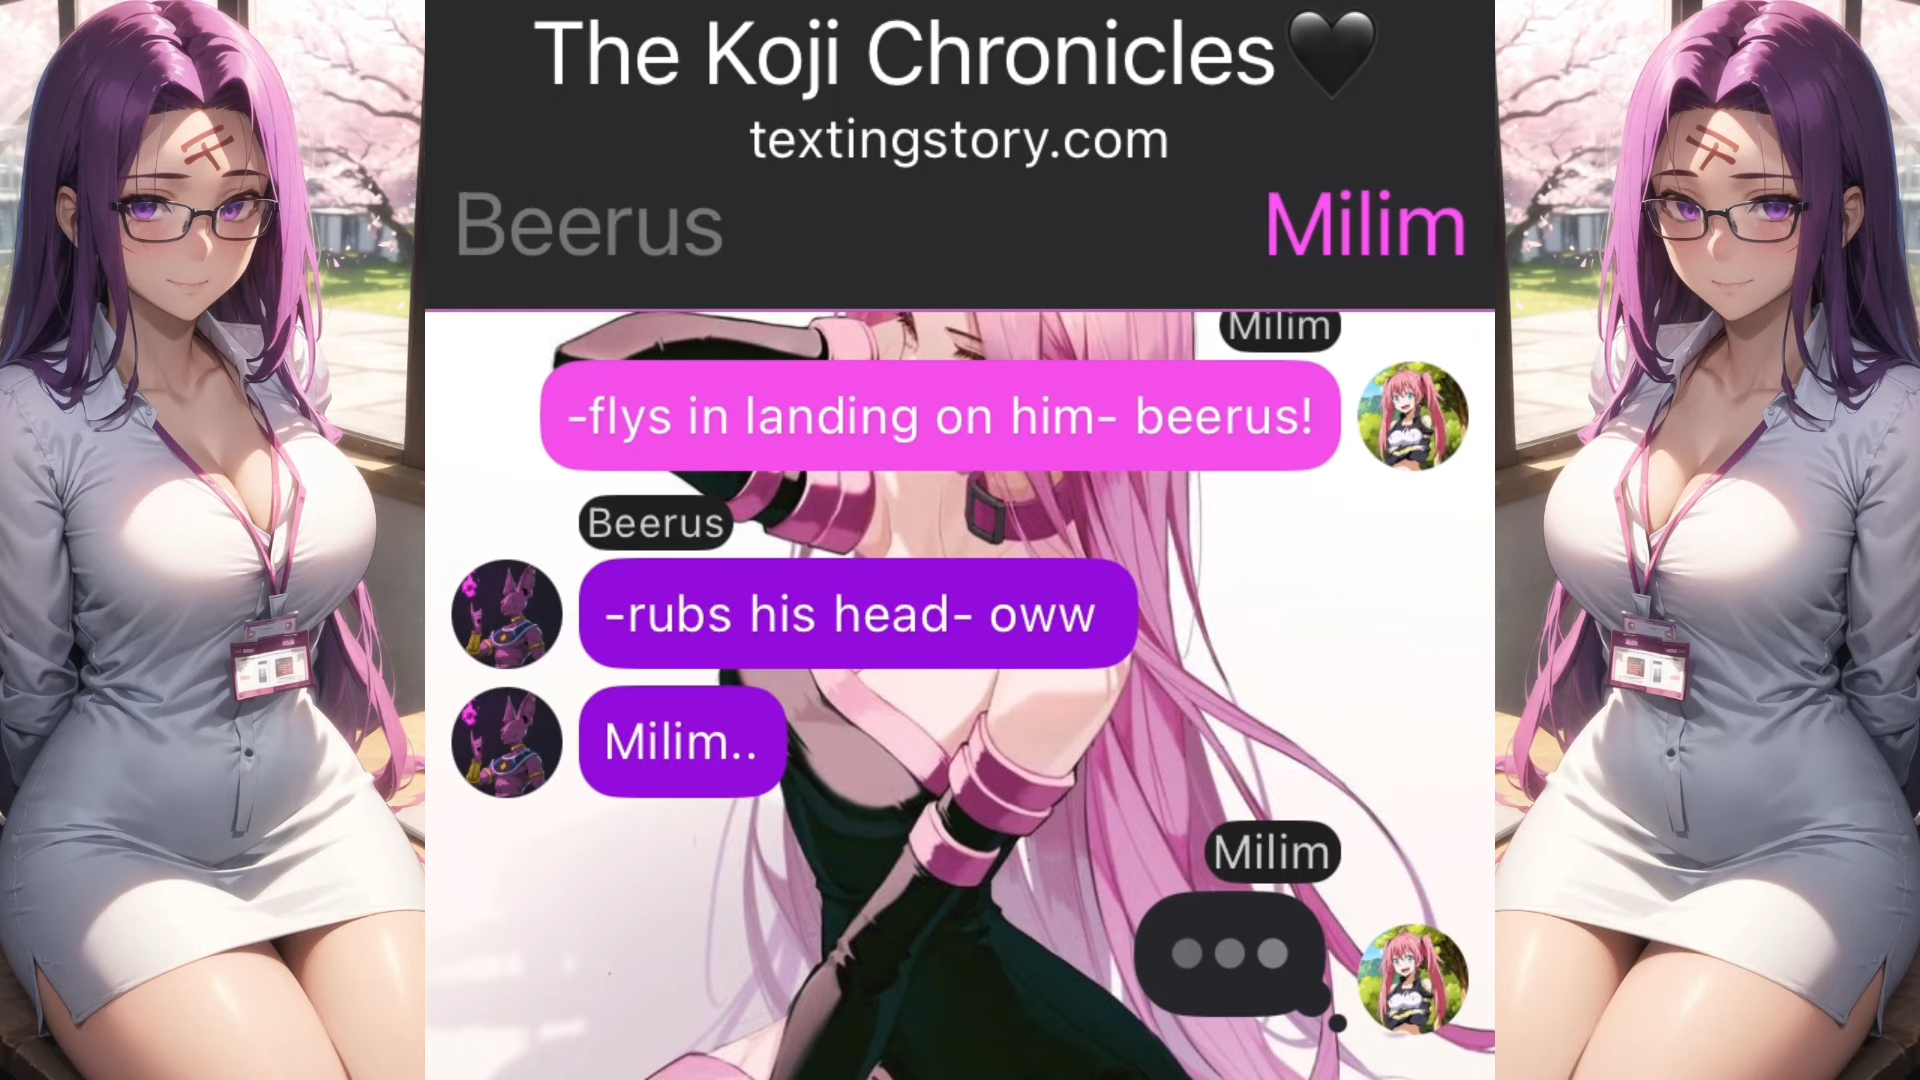 The Koji Chronicles🖤
textingstory.com
Beerus
Milim
Milim
-flys in landing on him- beerus!
Beerus
-rubs his head- oww
Milim..
Milim